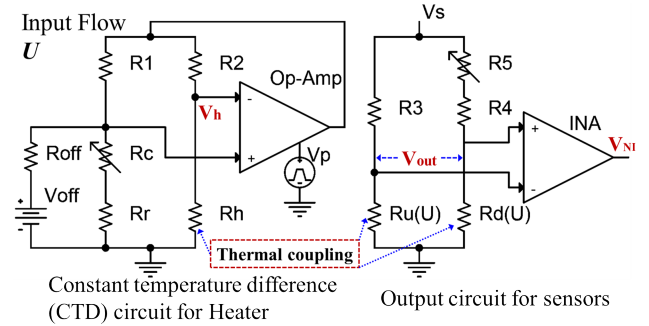 Input Flow
U
Vs
R1
R2
Op-Amp
R5
R3
R4
INA
Vh
Vout
VNI
-
+
+
-
Roff
Rc
Vp
Voff
+
-
Rr
Rh
Ru(U)
Rd(U)
Thermal coupling
Constant temperature difference
(CTD) circuit for Heater
Output circuit for sensors